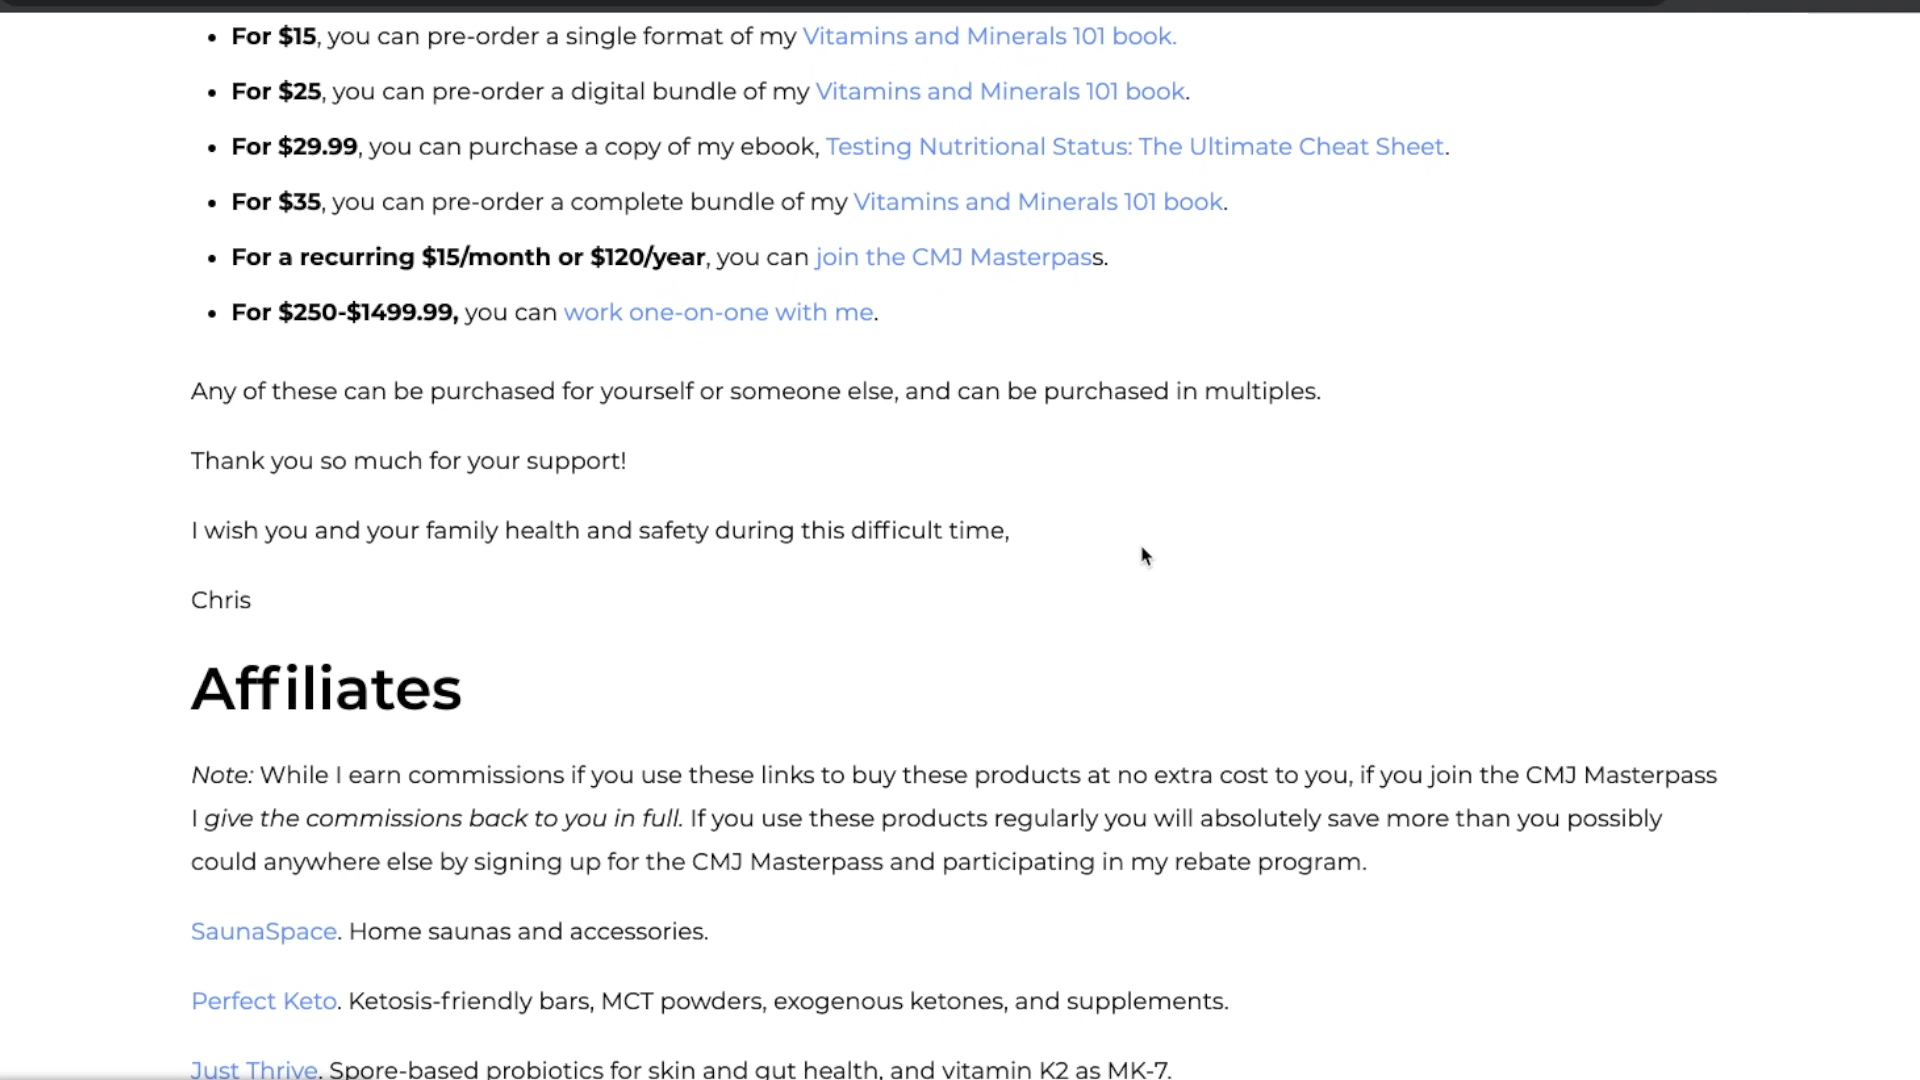 For $15, you can pre-order a single format of my Vitamins and Minerals 101 book.
For $25, you can pre-order a digital bundle of my Vitamins and Minerals 101 book.
For $29.99, you can purchase a copy of my ebook, Testing Nutritional Status: The Ultimate Cheat Sheet.
For $35, you can pre-order a complete bundle of my Vitamins and Minerals 101 book.
For a recurring $15/month or $120/year, you can join the CMJ Masterpass.
For $250-$1499.99, you can work one-on-one with me.
Any of these can be purchased for yourself or someone else, and can be purchased in multiples.
Thank you so much for your support!
I wish you and your family health and safety during this difficult time,
Chris
Affiliates
Note: While I earn commissions if you use these links to buy these products at no extra cost to you, if you join the CMJ Masterpass
I give the commissions back to you in full. If you use these products regularly you will absolutely save more than you possibly
could anywhere else by signing up for the CMJ Masterpass and participating in my rebate program.
SaunaSpace. Home saunas and accessories.
Perfect Keto. Ketosis-friendly bars, MCT powders, exogenous ketones, and supplements.
Just Thrive. Spore-based probiotics for skin and gut health, and vitamin K2 as MK-7.